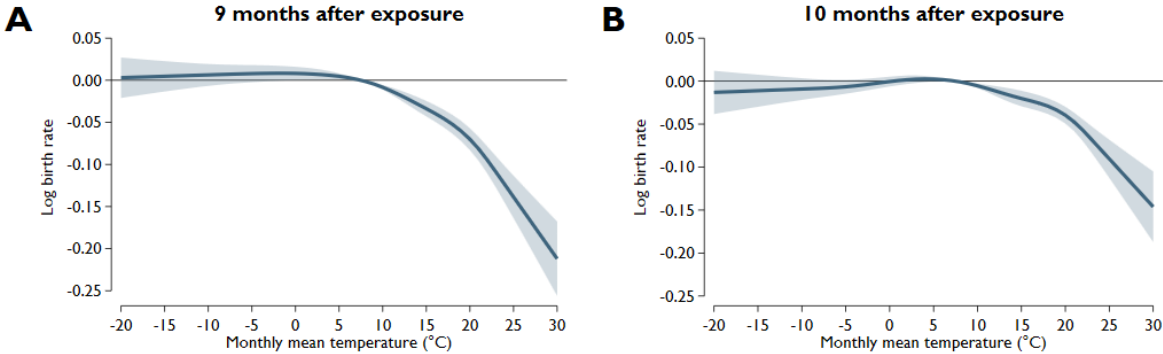 A
9 months after exposure
0.05
0.00
-0.05
-0.10
-0.15
-0.20
-0.25
Log birth rate
-20 -15 -10 -5 0 5 10 15 20 25 30
Monthly mean temperature (°C)
B
10 months after exposure
0.05
0.00
-0.05
-0.10
-0.15
-0.20
-0.25
Log birth rate
-20 -15 -10 -5 0 5 10 15 20 25 30
Monthly mean temperature (°C)